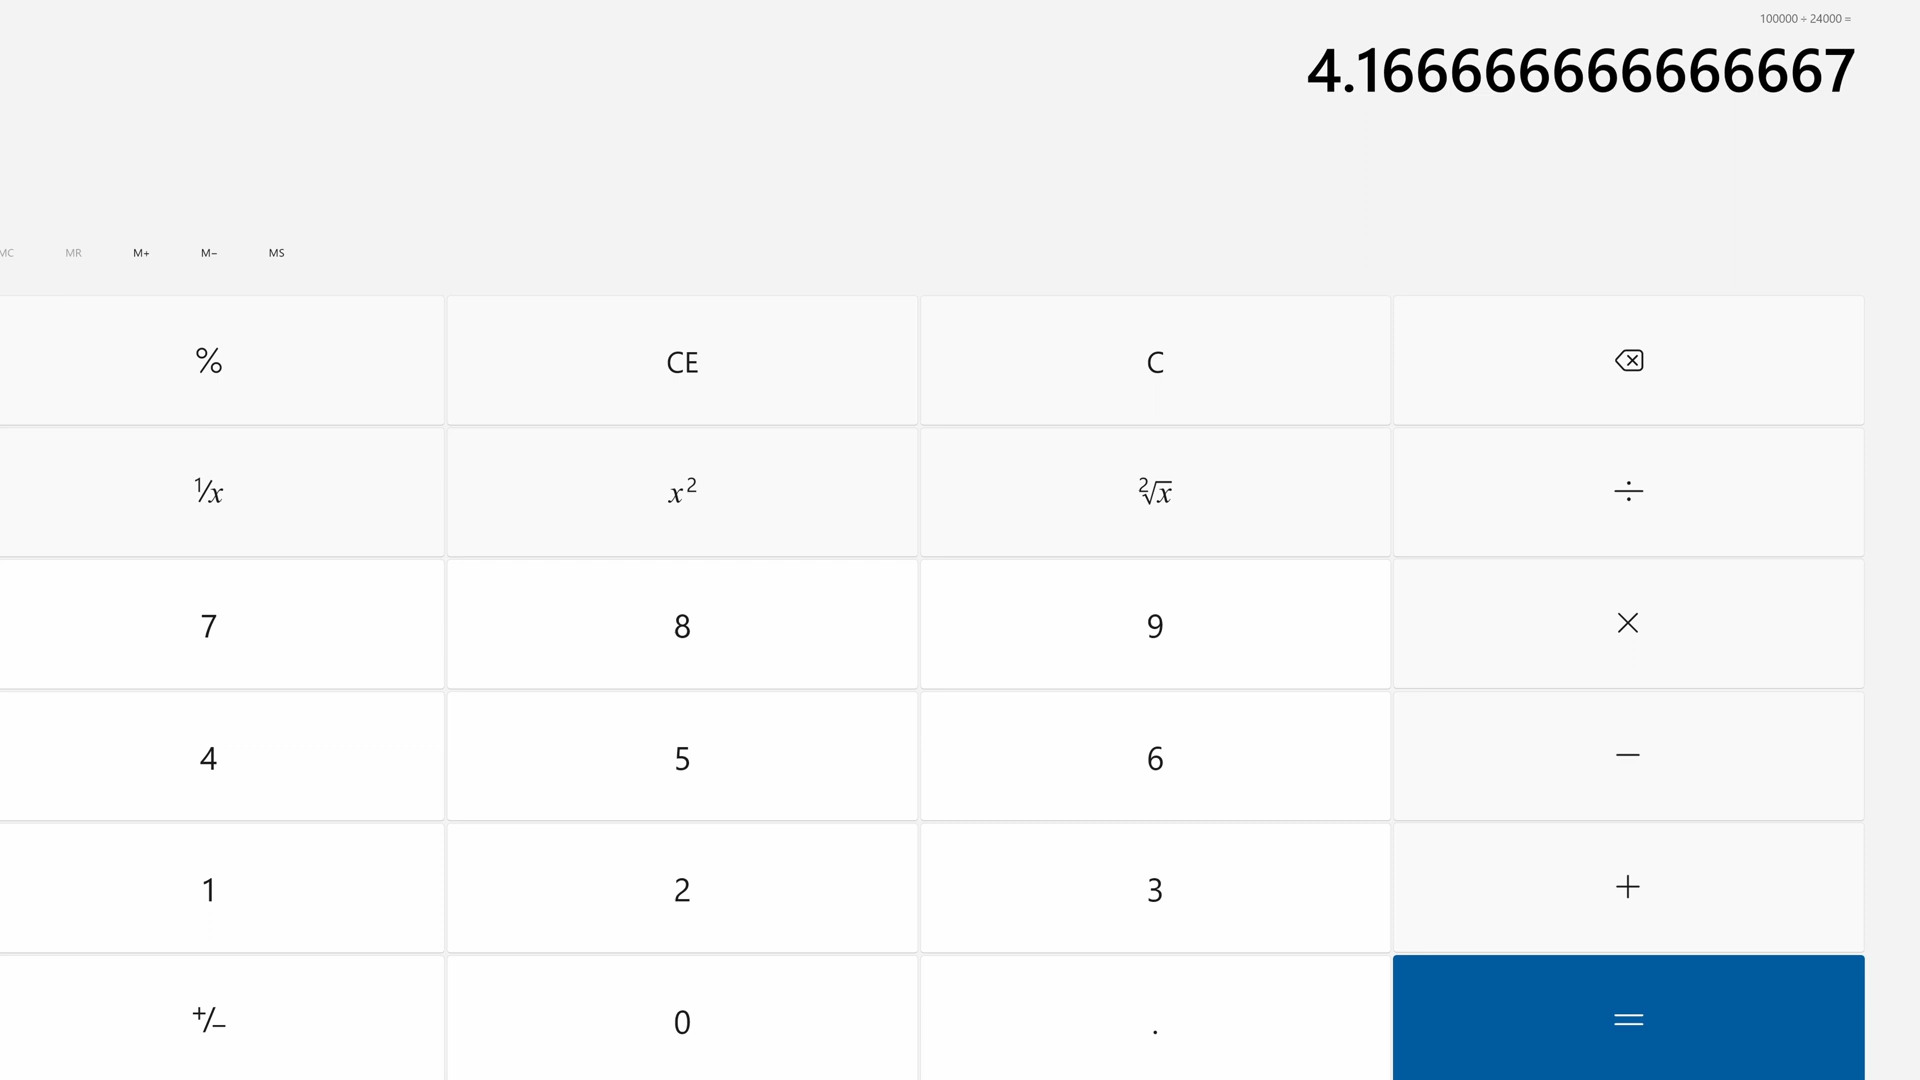 100000 ÷ 24000 =
4.166666666666667
MC MR M+ M− MS
% CE C
¹/x x² ²√x ÷
7 8 9 ×
4 5 6 −
1 2 3 +
+/− 0 . =